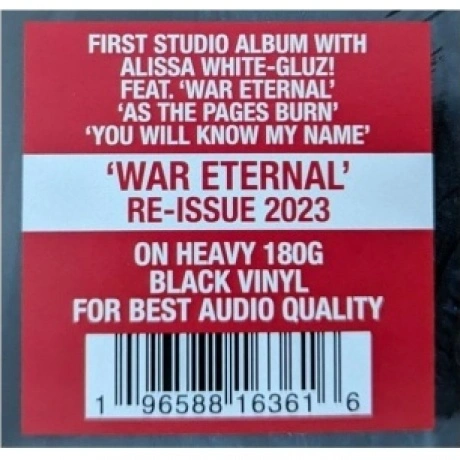 FIRST STUDIO ALBUM WITH
ALISSA WHITE-GLUZ!
FEAT. 'WAR ETERNAL'
'AS THE PAGES BURN'
'YOU WILL KNOW MY NAME'
'WAR ETERNAL'
RE-ISSUE 2023
ON HEAVY 180G
BLACK VINYL
FOR BEST AUDIO QUALITY
1 96588 16361 6